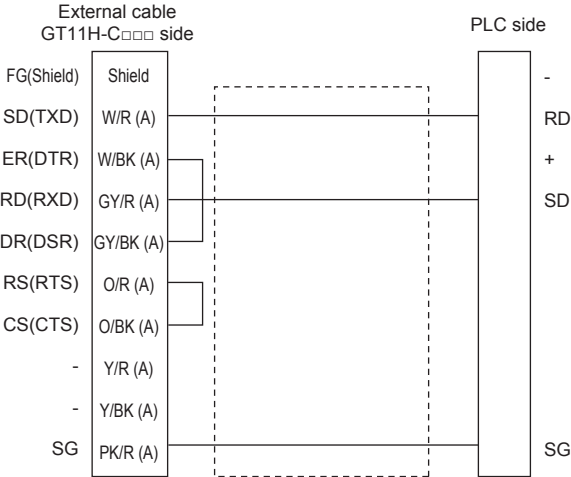 External cable
GT11H-C□□□ side
PLC side
FG(Shield) Shield -
SD(TXD) W/R (A) RD
ER(DTR) W/BK (A) +
RD(RXD) GY/R (A) SD
DR(DSR) GY/BK (A)
RS(RTS) O/R (A)
CS(CTS) O/BK (A)
- Y/R (A)
- Y/BK (A)
SG PK/R (A) SG